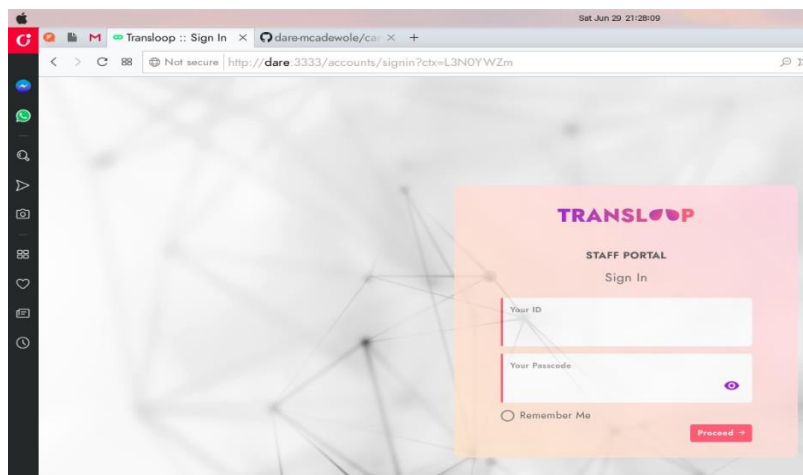 Sat Jun 29 21:28:09
Transloop :: Sign In
dare-mcadewole/ca
Not secure http://dare:3333/accounts/signin?ctx=L3N0YWZm
TRANSLOOP
STAFF PORTAL
Sign In
Your ID
Your Passcode
Remember Me
Proceed →